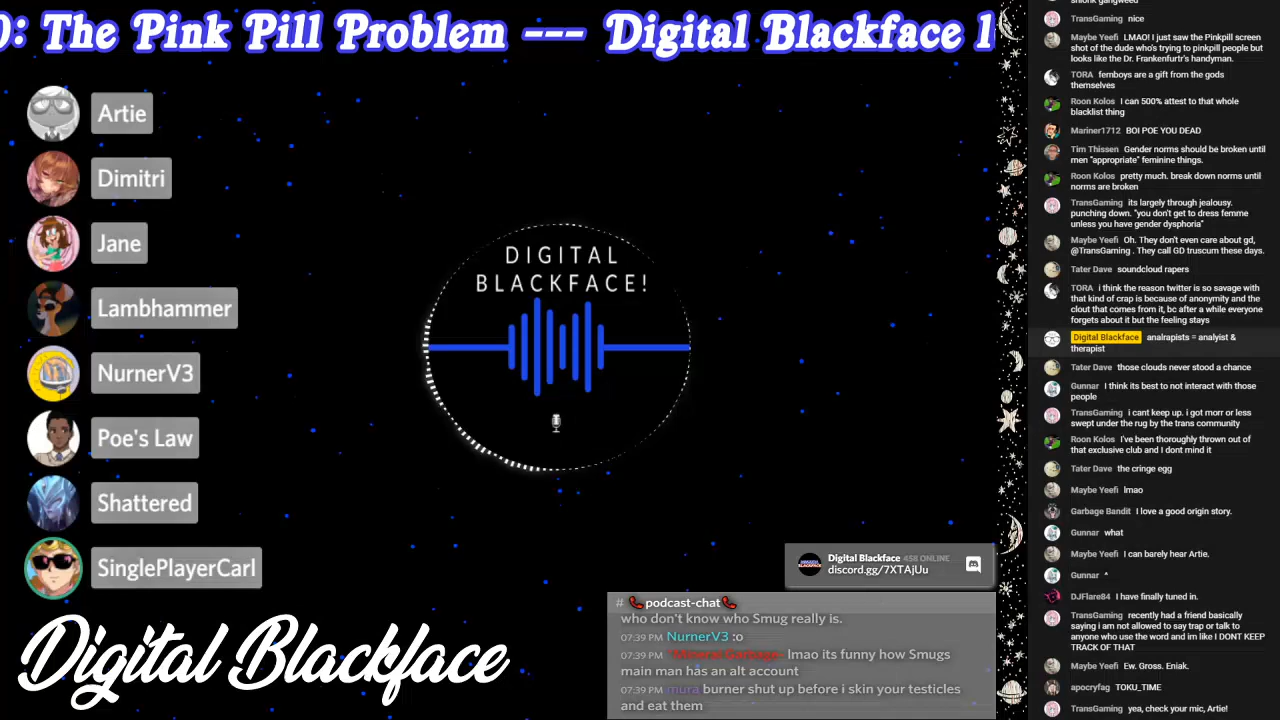 0: The Pink Pill Problem --- Digital Blackface 1
Artie
Dimitri
Jane
Lambhammer
NurnerV3
Poe's Law
Shattered
SinglePlayerCarl
Digital Blackface
DIGITAL
BLACKFACE!
Digital Blackface 458 ONLINE
discord.gg/7XTAjUu
# podcast-chat
who don't know who Smug really is.
07:39 PM NurnerV3 :o
07:39 PM lmao its funny how Smugs
main man has an alt account
07:39 PM mura burner shut up before i skin your testicles
and eat them
TransGaming nice
Maybe Yeefi LMAO! I just saw the Pinkpill screen
shot of the dude who's trying to pinkpill people but
looks like the Dr. Frankenfurtr's handyman.
TORA femboys are a gift from the gods
themselves
Roon Kolos I can 500% attest to that whole
blacklist thing
Mariner1712 BOI POE YOU DEAD
Tim Thissen Gender norms should be broken until
men "appropriate" feminine things.
Roon Kolos pretty much. break down norms until
norms are broken
TransGaming its largely through jealousy.
punching down. "you don't get to dress femme
unless you have gender dysphoria"
Maybe Yeefi Oh. They don't even care about gd,
@TransGaming . They call GD truscum these days.
Tater Dave soundcloud rapers
TORA i think the reason twitter is so savage with
that kind of crap is because of anonymity and the
clout that comes from it, bc after a while everyone
forgets about it but the feeling stays
Digital Blackface analrapists = analyist &
therapist
Tater Dave those clouds never stood a chance
Gunnar I think its best to not interact with those
people
TransGaming i cant keep up. i got morr or less
swept under the rug by the trans community
Roon Kolos I've been thoroughly thrown out of
that exclusive club and I dont mind it
Tater Dave the cringe egg
Maybe Yeefi lmao
Garbage Bandit I love a good origin story.
Gunnar what
Maybe Yeefi I can barely hear Artie.
Gunnar ^
DJFlare84 I have finally tuned in.
TransGaming recently had a friend basically
saying i am not allowed to say trap or talk to
anyone who use the word and im like I DONT KEEP
TRACK OF THAT
Maybe Yeefi Ew. Gross. Eniak.
apocryfag TOKU_TIME
TransGaming yea, check your mic, Artie!